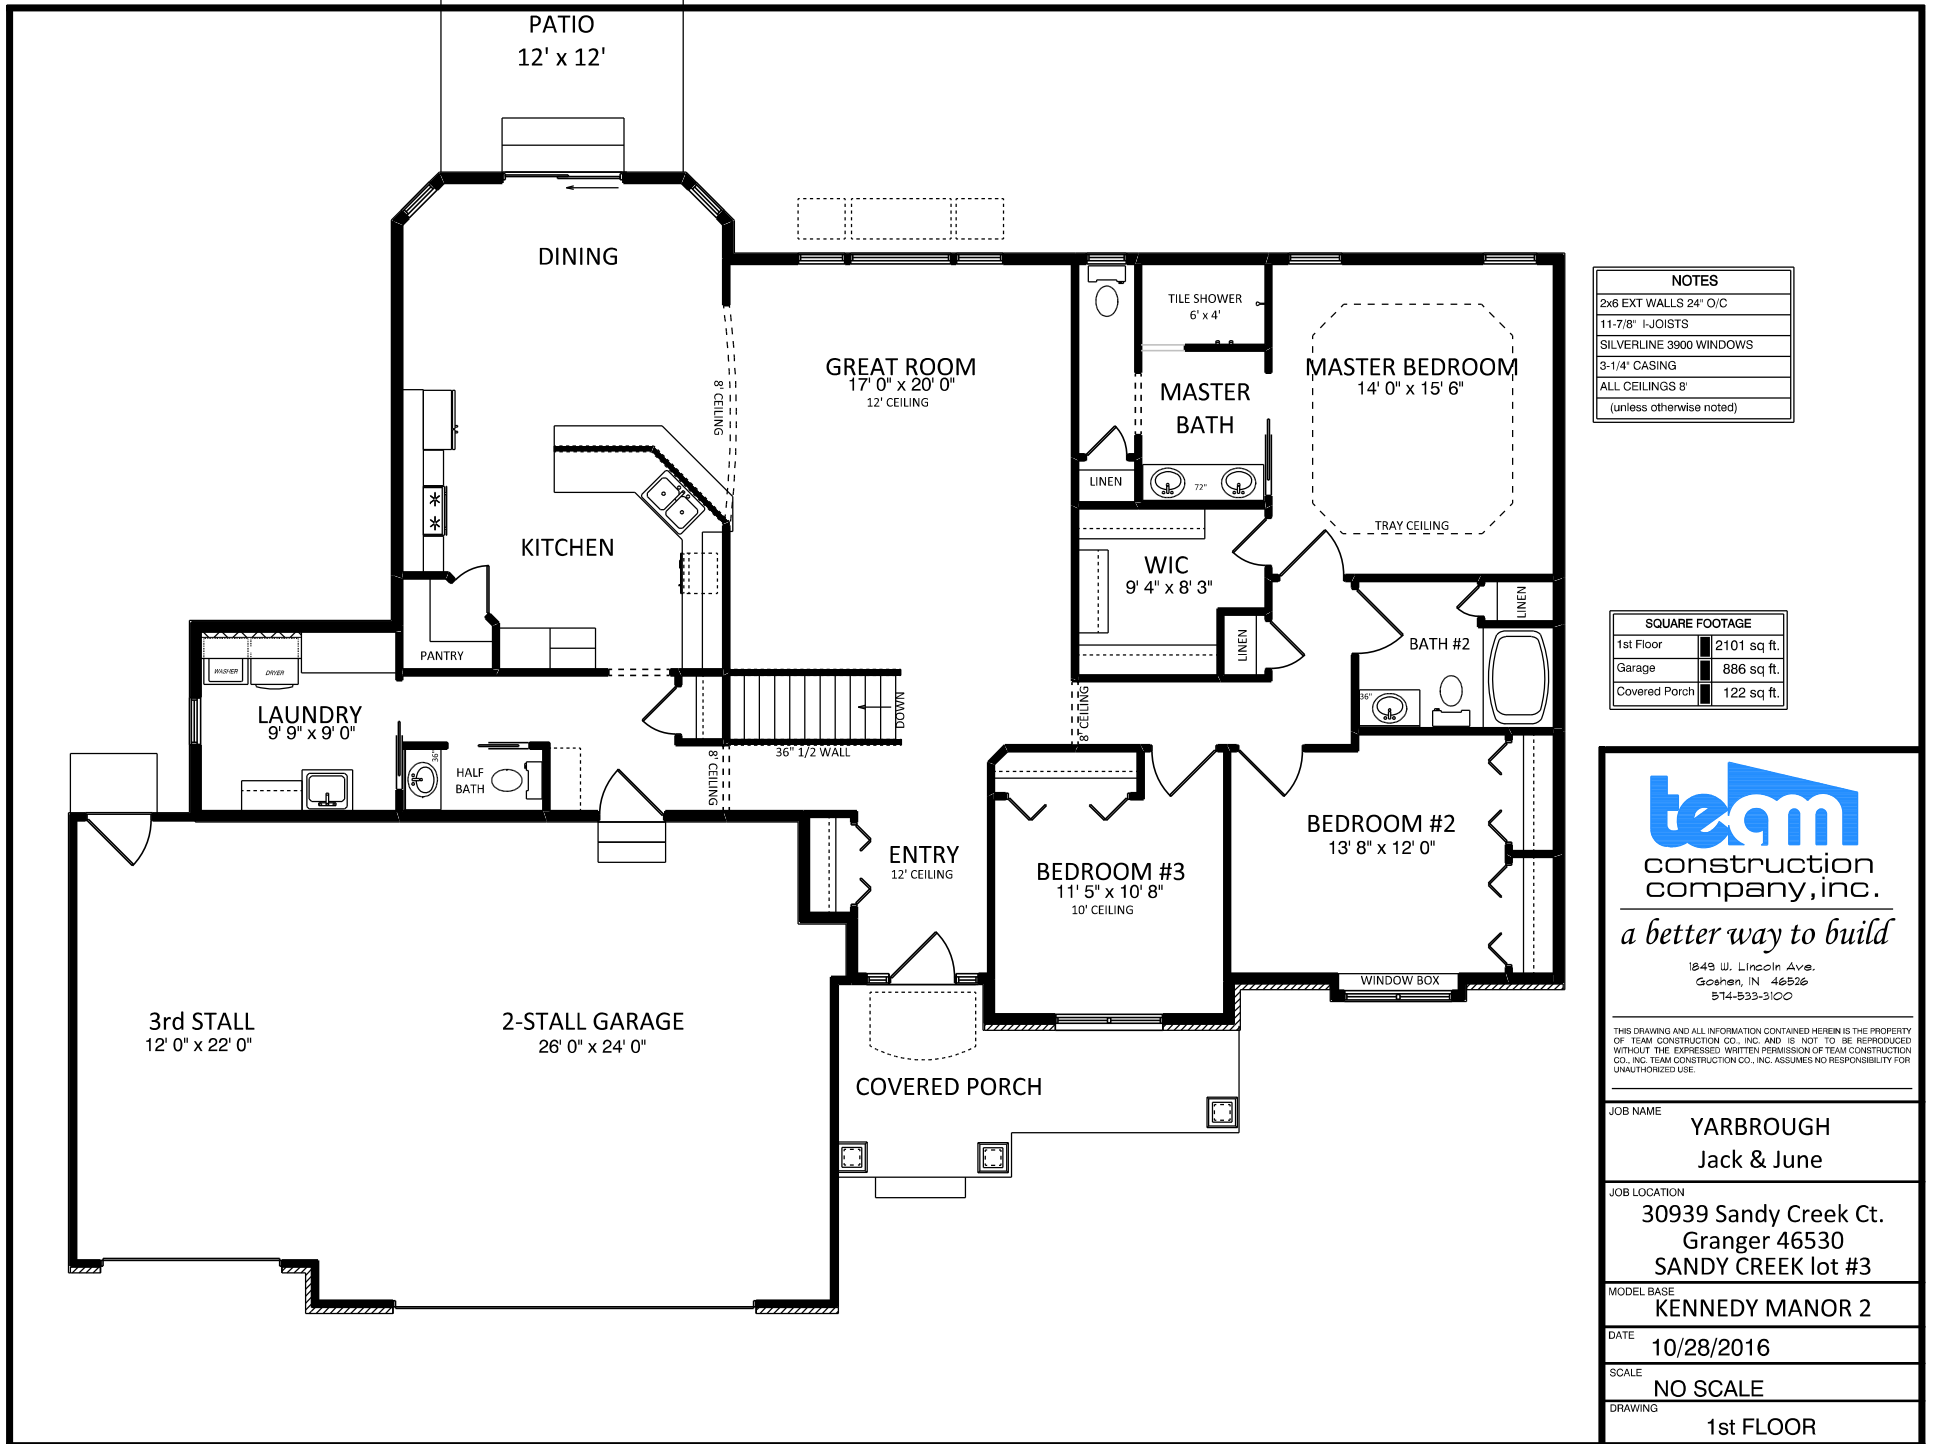 PATIO
12' x 12'
DINING
8' CEILING
GREAT ROOM
17' 0" x 20' 0"
12' CEILING
TILE SHOWER
6' x 4'
MASTER
BATH
LINEN
72"
MASTER BEDROOM
14' 0" x 15' 6"
TRAY CEILING
KITCHEN
PANTRY
WIC
9' 4" x 8' 3"
LINEN
BATH #2
LINEN
36"
WASHER
DRYER
LAUNDRY
9' 9" x 9' 0"
36"
HALF
BATH
DOWN
36" 1/2 WALL
8' CEILING
8' CEILING
ENTRY
12' CEILING
BEDROOM #3
11' 5" x 10' 8"
10' CEILING
BEDROOM #2
13' 8" x 12' 0"
WINDOW BOX
3rd STALL
12' 0" x 22' 0"
2-STALL GARAGE
26' 0" x 24' 0"
COVERED PORCH
NOTES
2x6 EXT WALLS 24" O/C
11-7/8" I-JOISTS
SILVERLINE 3900 WINDOWS
3-1/4" CASING
ALL CEILINGS 8'
(unless otherwise noted)
SQUARE FOOTAGE
1st Floor 2101 sq ft.
Garage 886 sq ft.
Covered Porch 122 sq ft.
team
construction
company,inc.
a better way to build
1849 W. Lincoln Ave.
Goshen, IN 46526
574-533-3100
THIS DRAWING AND ALL INFORMATION CONTAINED HEREIN IS THE PROPERTY
OF TEAM CONSTRUCTION CO., INC. AND IS NOT TO BE REPRODUCED
WITHOUT THE EXPRESSED WRITTEN PERMISSION OF TEAM CONSTRUCTION
CO., INC. TEAM CONSTRUCTION CO., INC. ASSUMES NO RESPONSIBILITY FOR
UNAUTHORIZED USE.
JOB NAME
YARBROUGH
Jack & June
JOB LOCATION
30939 Sandy Creek Ct.
Granger 46530
SANDY CREEK lot #3
MODEL BASE
KENNEDY MANOR 2
DATE
10/28/2016
SCALE
NO SCALE
DRAWING
1st FLOOR